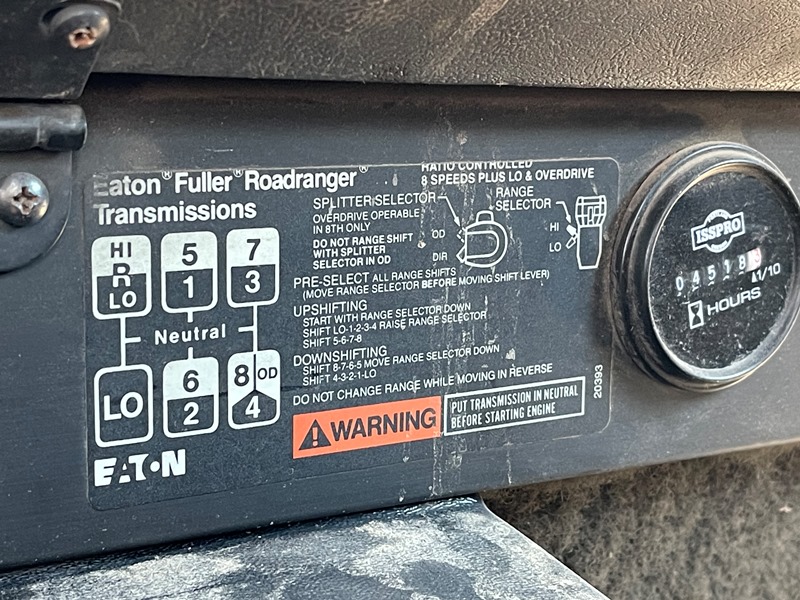 Eaton® Fuller® Roadranger®
Transmissions
HI
R
LO
5
1
7
3
Neutral
LO
6
2
8 OD
4
EATON
RATIO CONTROLLED
8 SPEEDS PLUS LO & OVERDRIVE
SPLITTER SELECTOR
OVERDRIVE OPERABLE
IN 8TH ONLY
DO NOT RANGE SHIFT
WITH SPLITTER
SELECTOR IN OD
OD
DIR
RANGE
SELECTOR
HI
LO
PRE-SELECT ALL RANGE SHIFTS
(MOVE RANGE SELECTOR BEFORE MOVING SHIFT LEVER)
UPSHIFTING
START WITH RANGE SELECTOR DOWN
SHIFT LO-1-2-3-4 RAISE RANGE SELECTOR
SHIFT 5-6-7-8
DOWNSHIFTING
SHIFT 8-7-6-5 MOVE RANGE SELECTOR DOWN
SHIFT 4-3-2-1-LO
DO NOT CHANGE RANGE WHILE MOVING IN REVERSE
WARNING
PUT TRANSMISSION IN NEUTRAL
BEFORE STARTING ENGINE
20393
ISSPRO
04518
1/10
HOURS